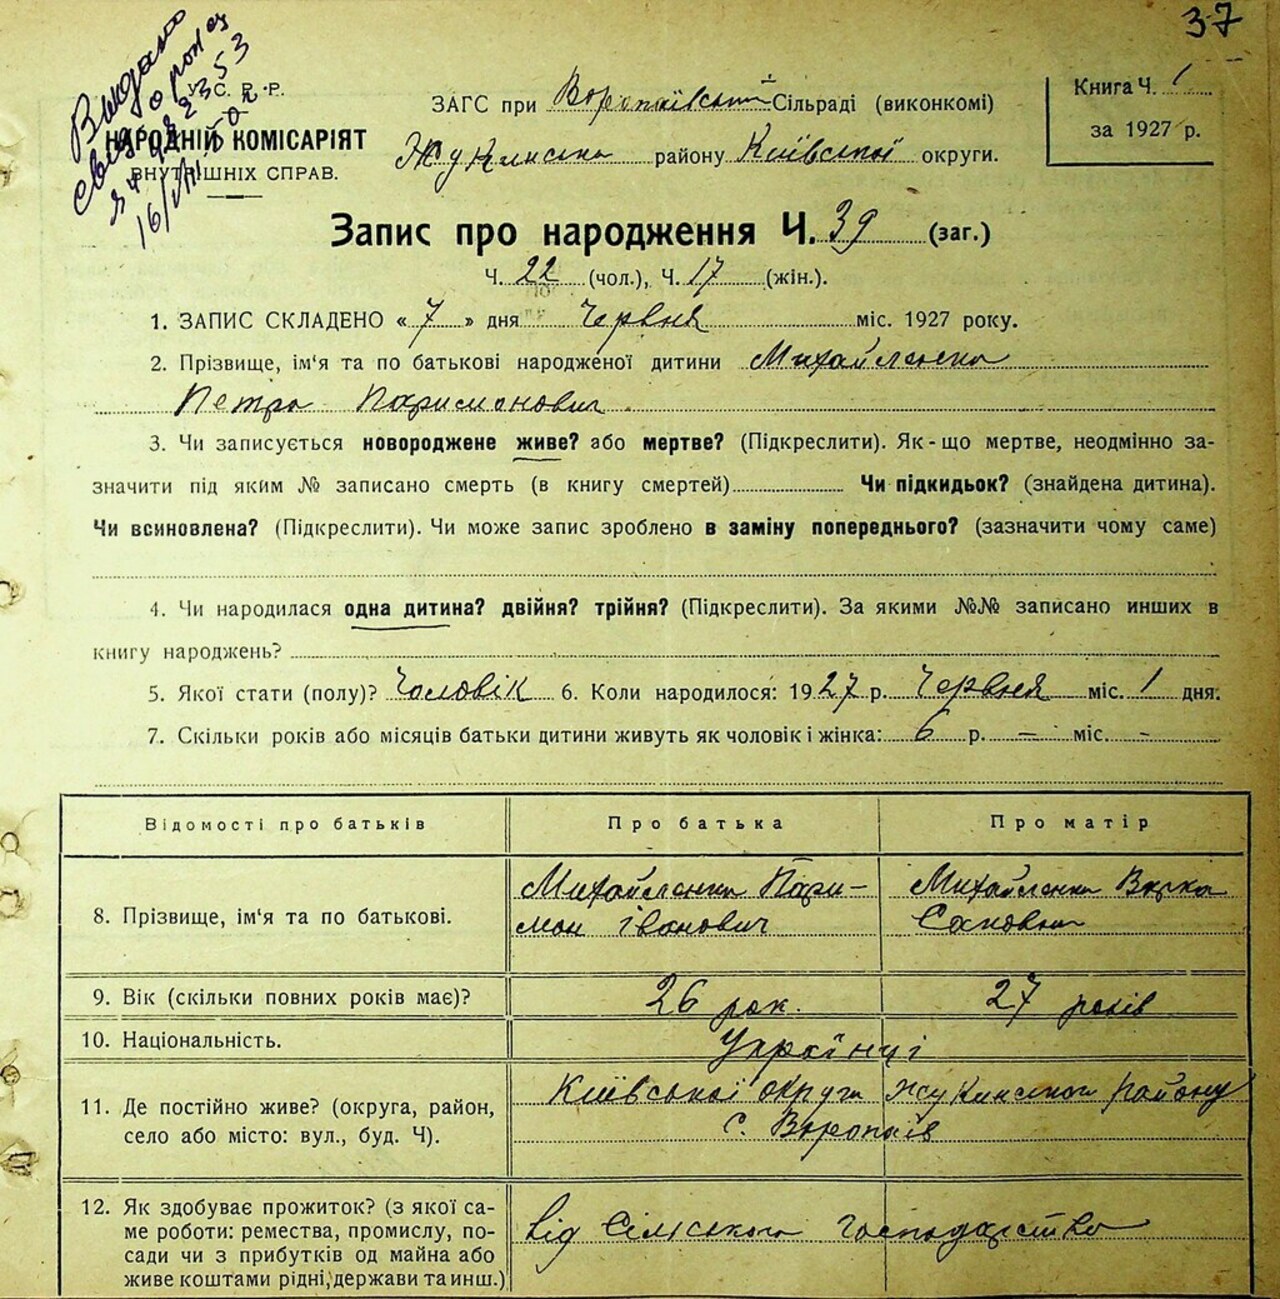 37
Видано
У. С. Р. Р.
НАРОДНІЙ КОМІСАРІЯТ
ВНУТРІШНІХ СПРАВ.
ЗАГС при Воропаївській Сільраді (виконкомі)
Жукинського району Київської округи.
Книга Ч. 1
за 1927 р.
Запис про народження Ч. 39 (заг.)
Ч. 22 (чол.), Ч. 17 (жін.).
1. ЗАПИС СКЛАДЕНО « 7 » дня Червня міс. 1927 року.
2. Прізвище, ім‘я та по батькові народженої дитини Михайленко
Петро Паримонович
3. Чи записується новороджене живе? або мертве? (Підкреслити). Як-що мертве, неодмінно за-
значити під яким № записано смерть (в книгу смертей) Чи підкидьок? (знайдена дитина).
Чи всиновлена? (Підкреслити). Чи може запис зроблено в заміну попереднього? (зазначити чому саме)
4. Чи народилася одна дитина? двійня? трійня? (Підкреслити). За якими №№ записано инших в
книгу народжень?
5. Якої стати (полу)? Чоловік 6. Коли народилося: 1927 р. Червня міс. 1 дня.
7. Скільки років або місяців батьки дитини живуть як чоловік і жінка: 6 р. — міс. -
Відомості про батьків Про батька Про матір
8. Прізвище, ім‘я та по батькові. Михайленко Пари- Михайленко
мон Іванович
9. Вік (скільки повних років має)? 26 рок. 27 років
10. Національність. Українці
11. Де постійно живе? (округа, район, Київської округи Жукинського району
село або місто: вул., буд. Ч). с. Воропаїв
12. Як здобуває прожиток? (з якої са-
ме роботи: ремества, промислу, по- від сільського господарства
сади чи з прибутків од майна або
живе коштами рідні, держави та инш.)